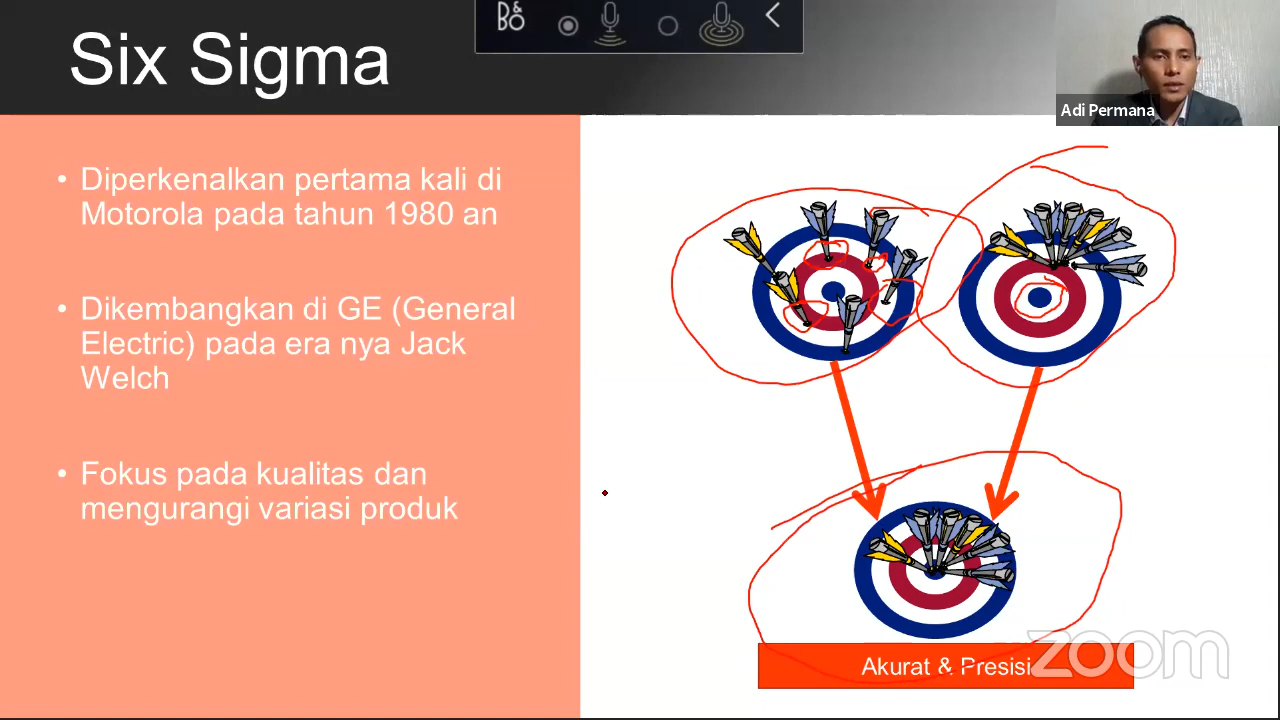 Six Sigma
B&BO
Adi Permana
• Diperkenalkan pertama kali di
Motorola pada tahun 1980 an
• Dikembangkan di GE (General
Electric) pada era nya Jack
Welch
• Fokus pada kualitas dan
mengurangi variasi produk
Akurat & Presisi
zoom